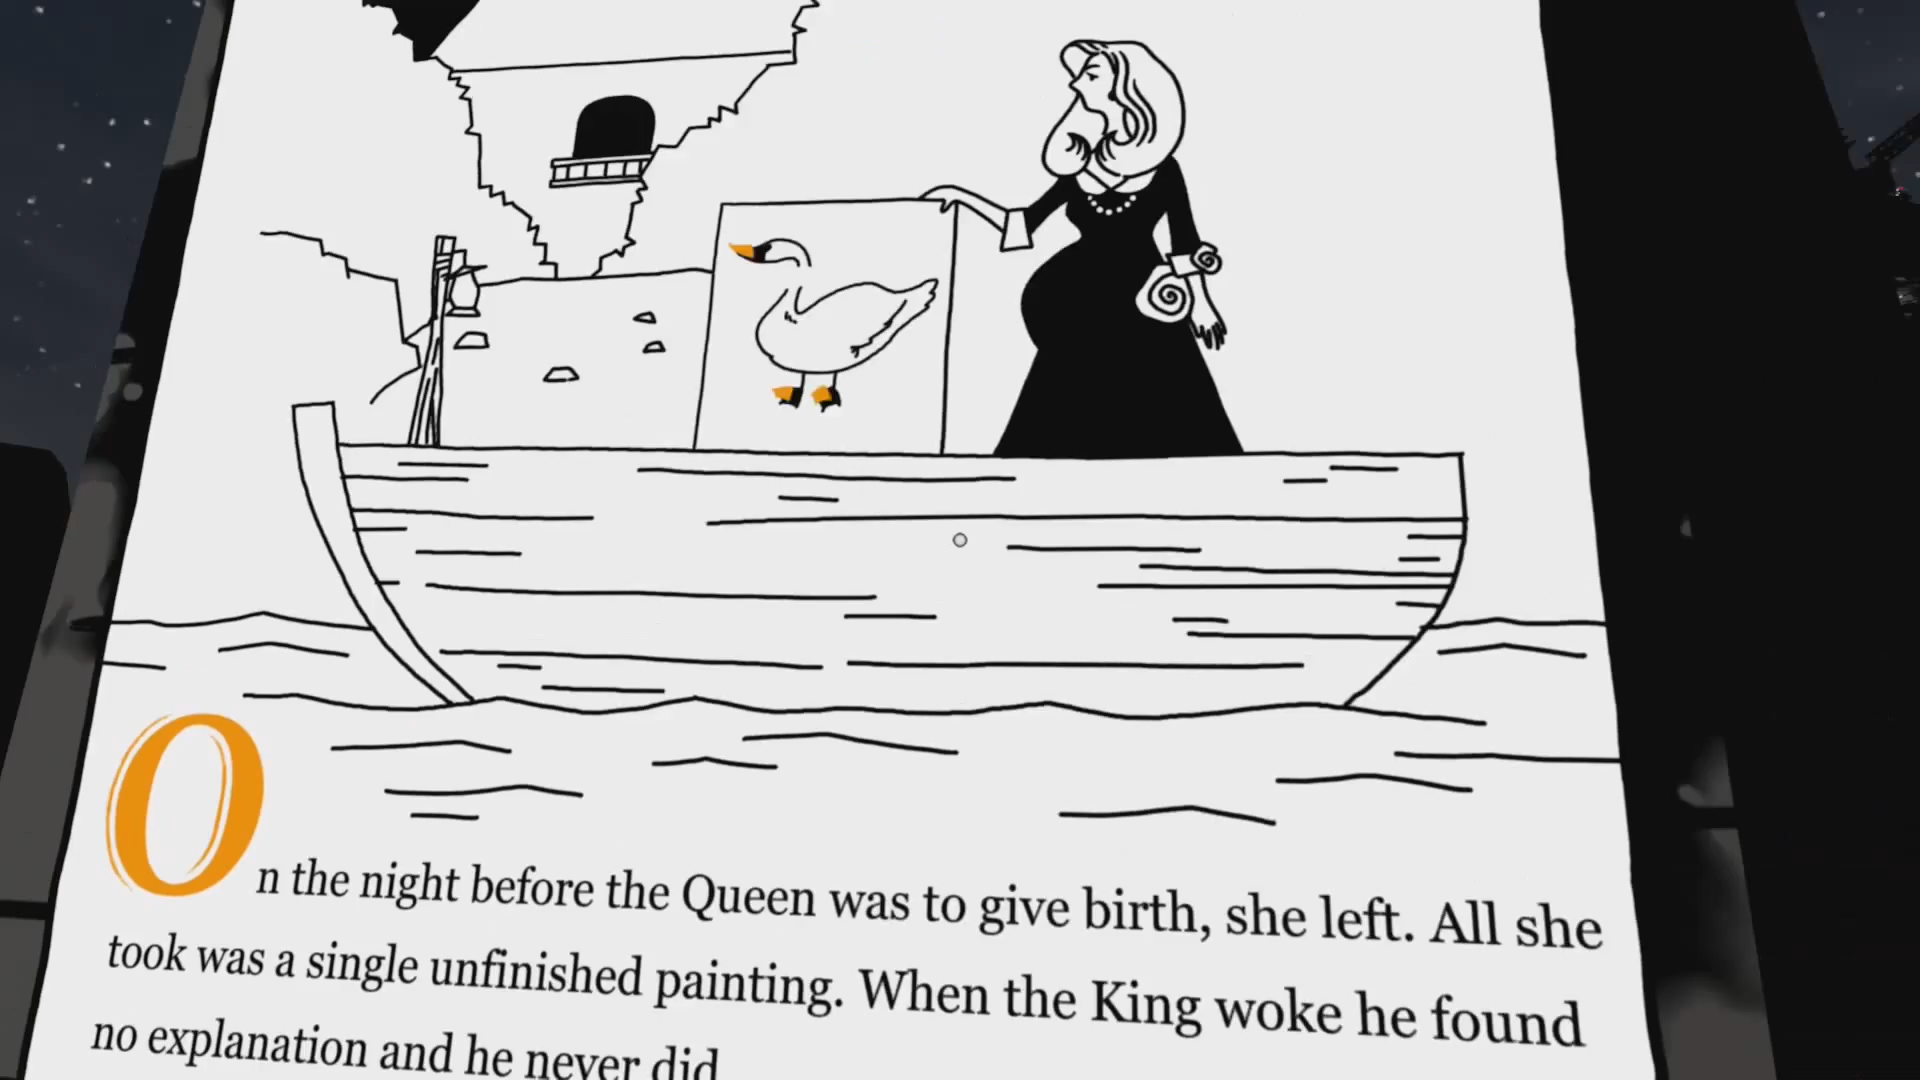 On the night before the Queen was to give birth, she left. All she
took was a single unfinished painting. When the King woke he found
no explanation and he never did